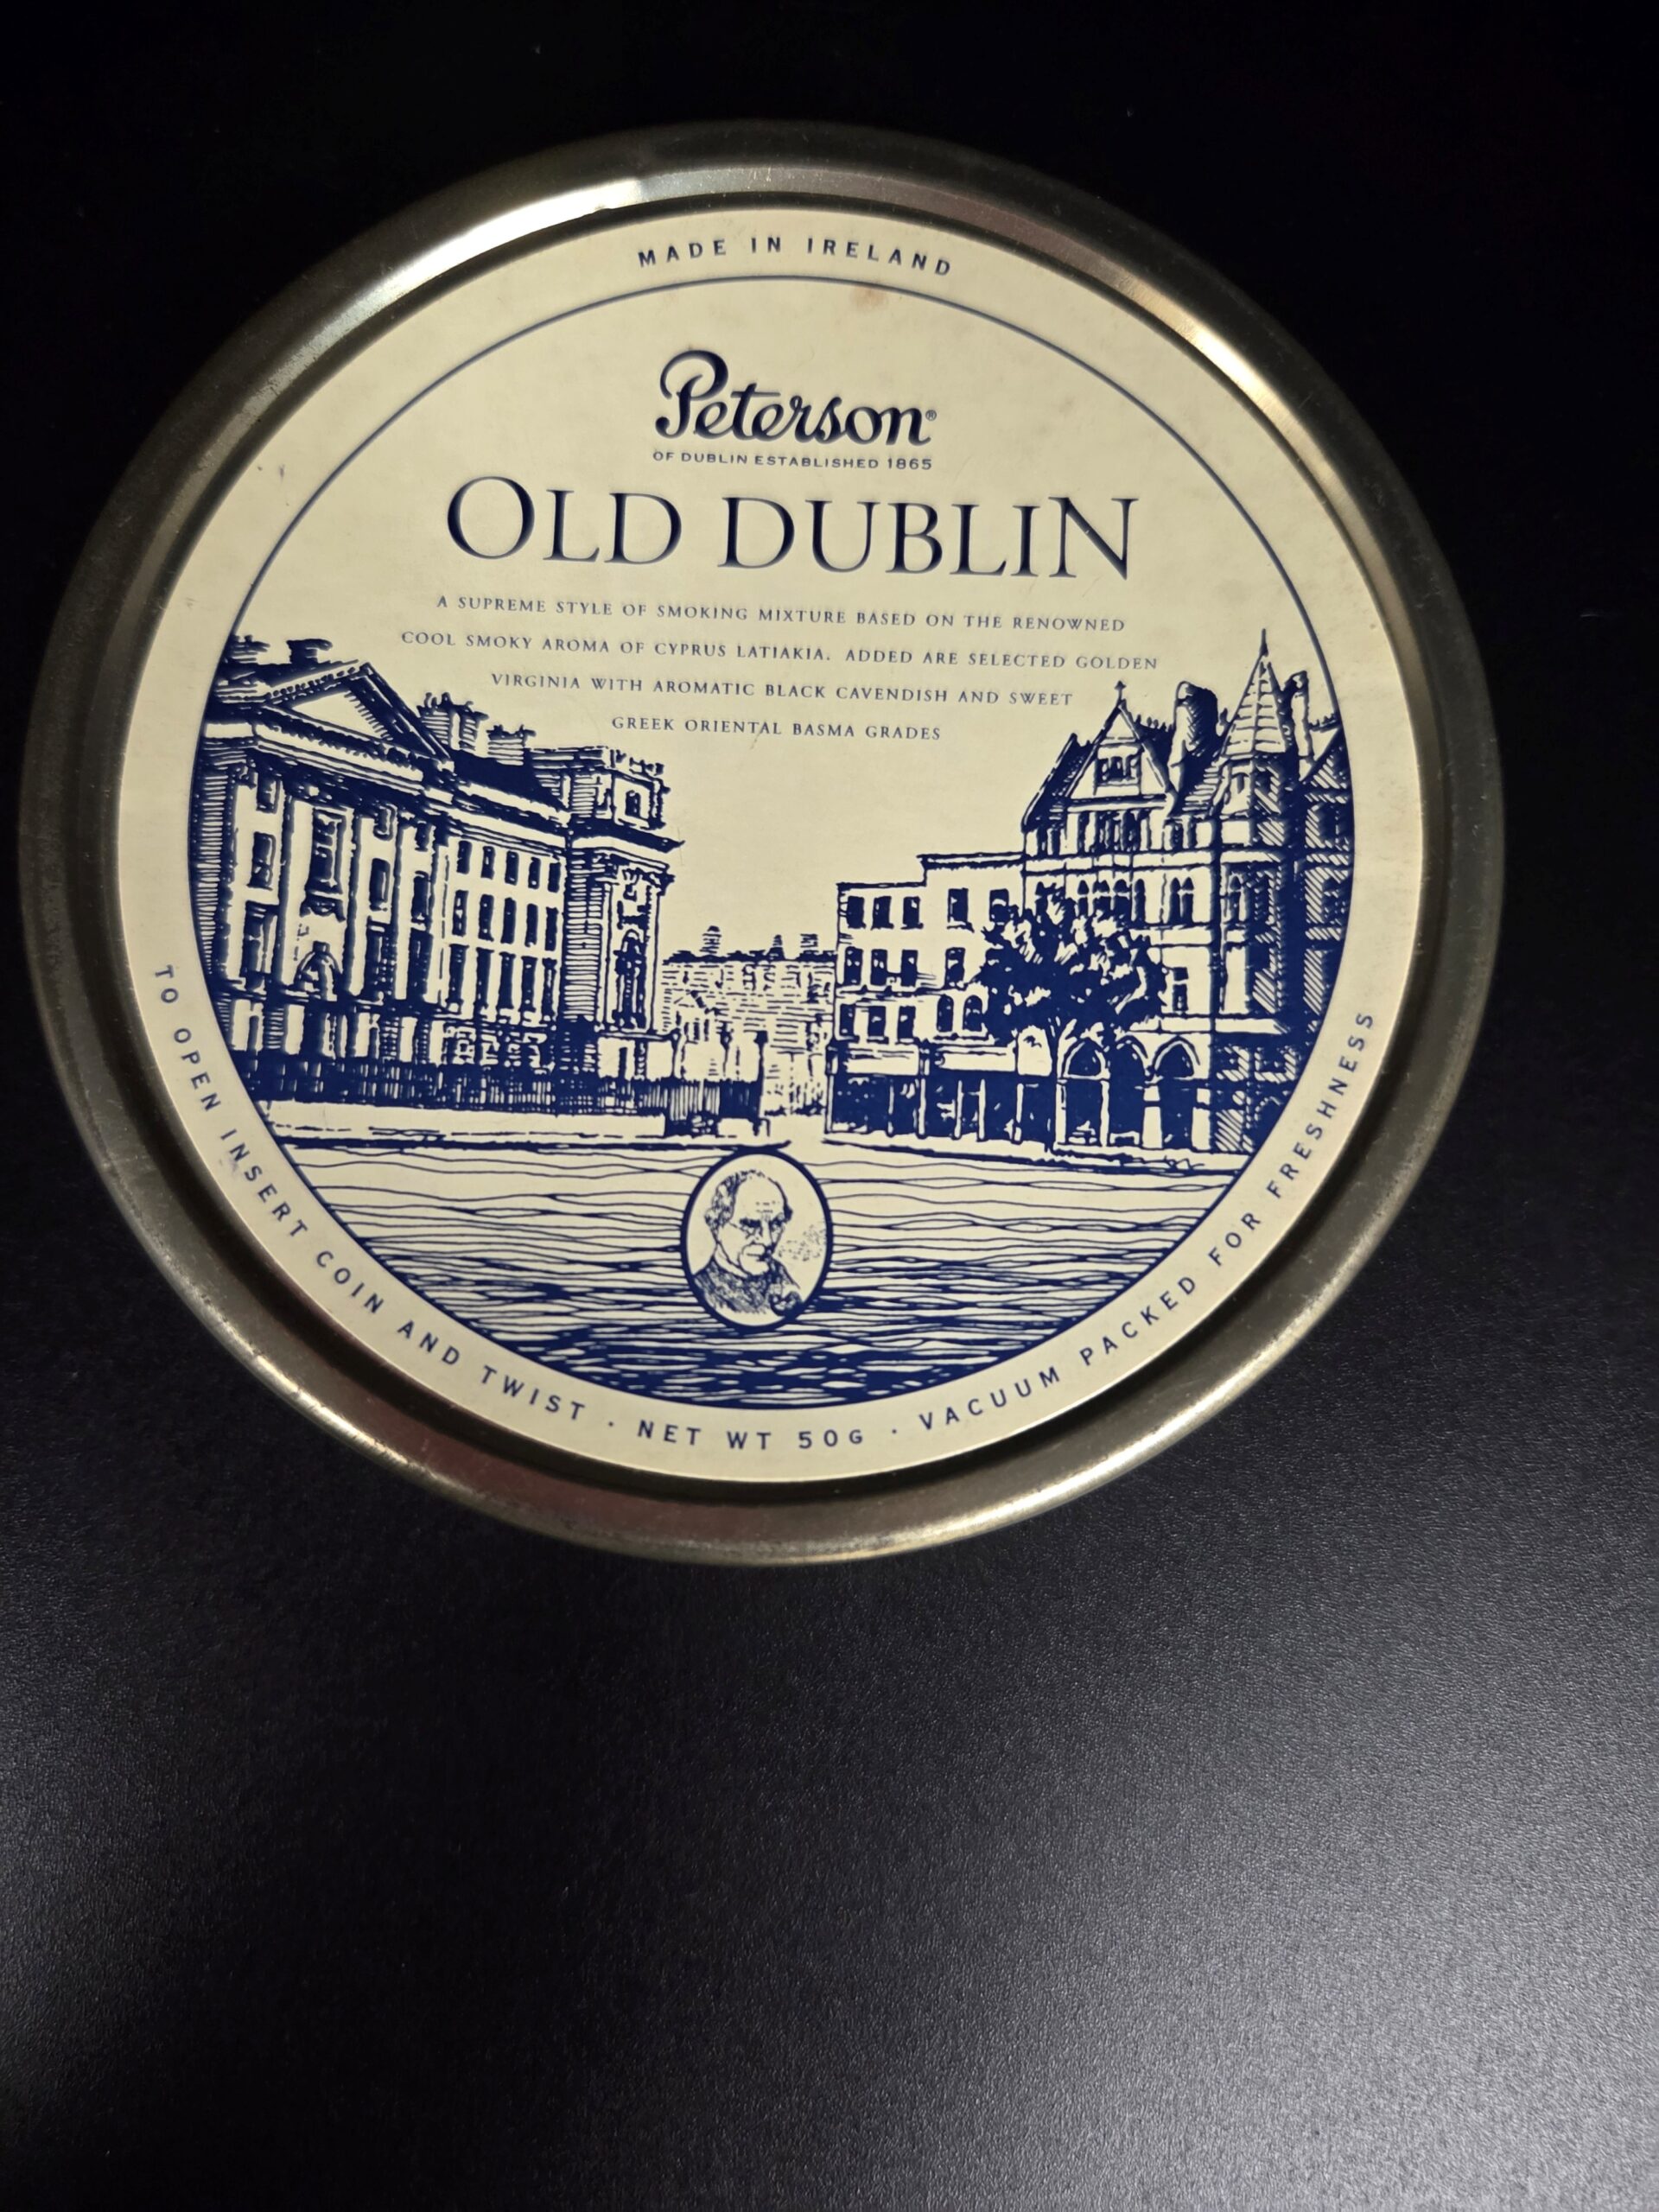 MADE IN IRELAND
Peterson®
OF DUBLIN ESTABLISHED 1865
OLD DUBLIN
A SUPREME STYLE OF SMOKING MIXTURE BASED ON THE RENOWNED
COOL SMOKY AROMA OF CYPRUS LATIAKIA. ADDED ARE SELECTED GOLDEN
VIRGINIA WITH AROMATIC BLACK CAVENDISH AND SWEET
GREEK ORIENTAL BASMA GRADES
TO OPEN INSERT COIN AND TWIST · NET WT 50G · VACUUM PACKED FOR FRESHNESS